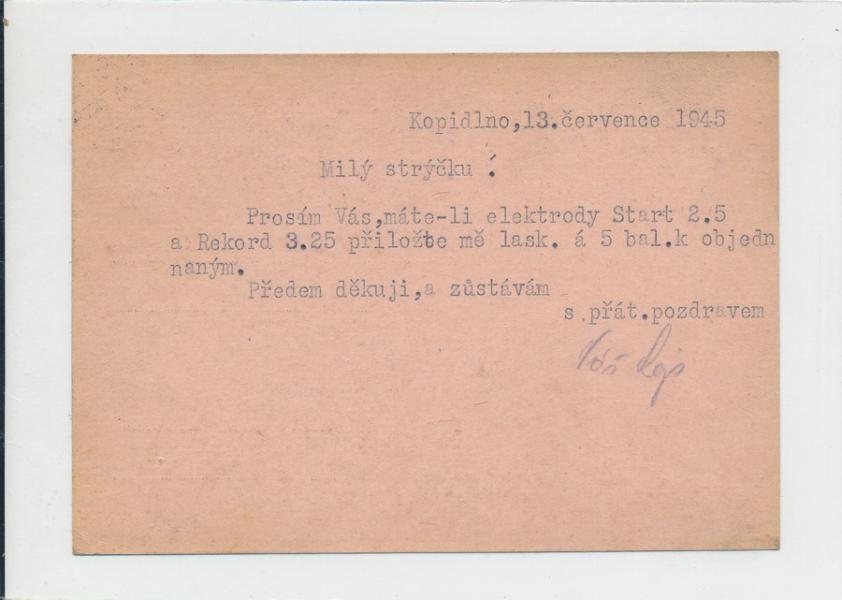 Kopidlno,13.července 1945
Milý strýčku !
Prosím Vás,máte-li elektrody Start 2.5
a Rekord 3.25 přiložte mě lask. á 5 bal.k objedn
naným.
Předem děkuji,a zůstávám
s přát.pozdravem
Váš